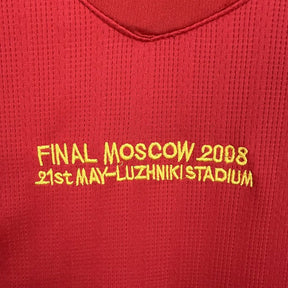 FINAL MOSCOW 2008
21st MAY-LUZHNIKI STADIUM